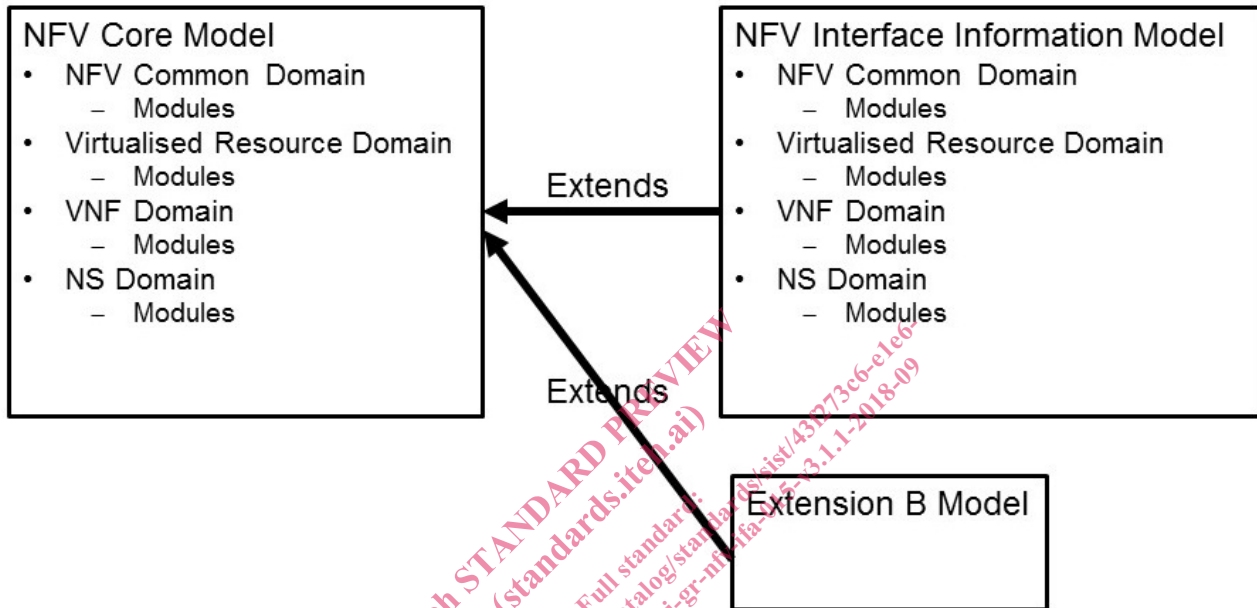 NFV Core Model
• NFV Common Domain
– Modules
• Virtualised Resource Domain
– Modules
• VNF Domain
– Modules
• NS Domain
– Modules
Extends
Extends
NFV Interface Information Model
• NFV Common Domain
– Modules
• Virtualised Resource Domain
– Modules
• VNF Domain
– Modules
• NS Domain
– Modules
Extension B Model
STANDARD PREVIEW
(standards.iteh.ai)
Full standard: